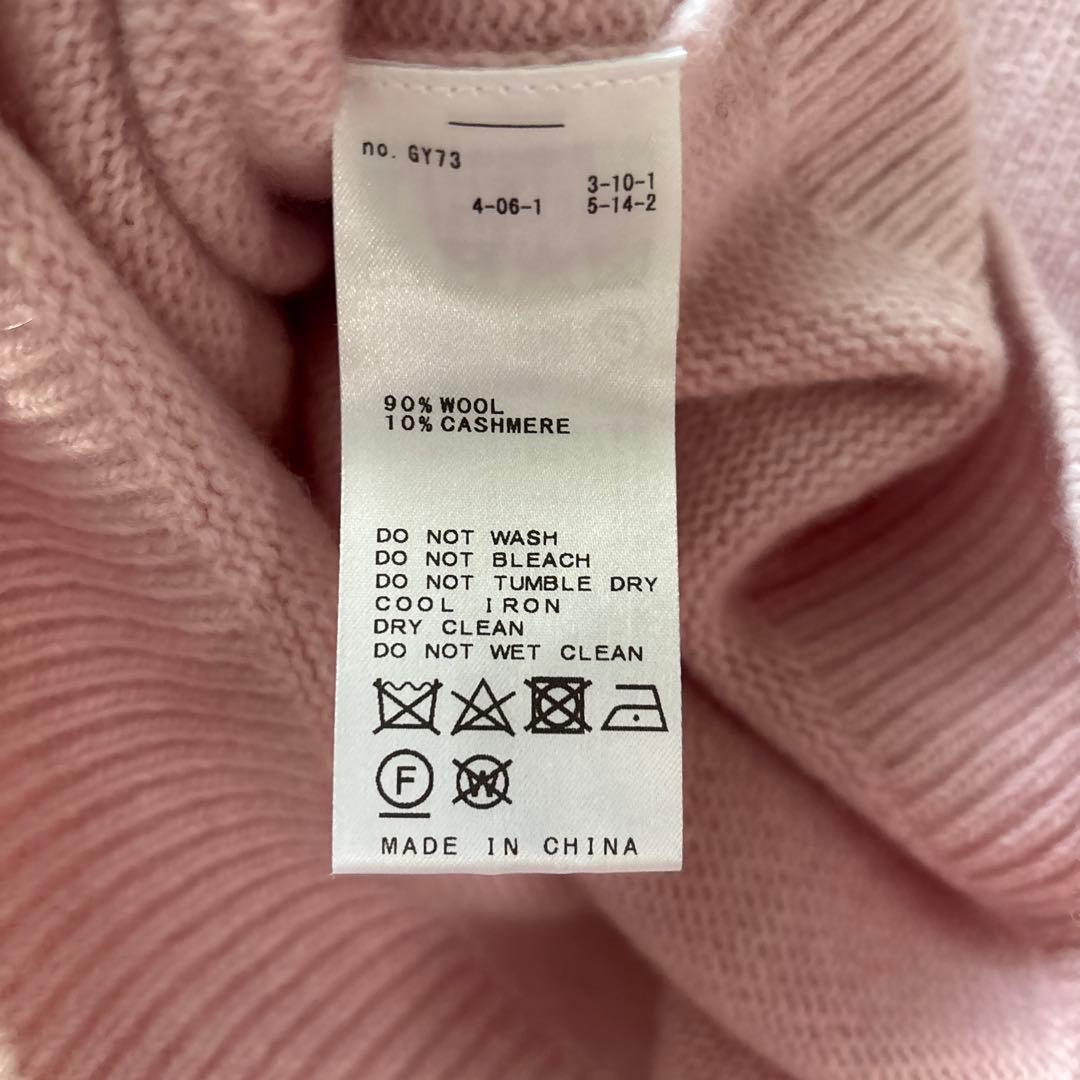 no. GY73
3-10-1
4-06-1 5-14-2
90% WOOL
10% CASHMERE
DO NOT WASH
DO NOT BLEACH
DO NOT TUMBLE DRY
COOL IRON
DRY CLEAN
DO NOT WET CLEAN
F W
MADE IN CHINA